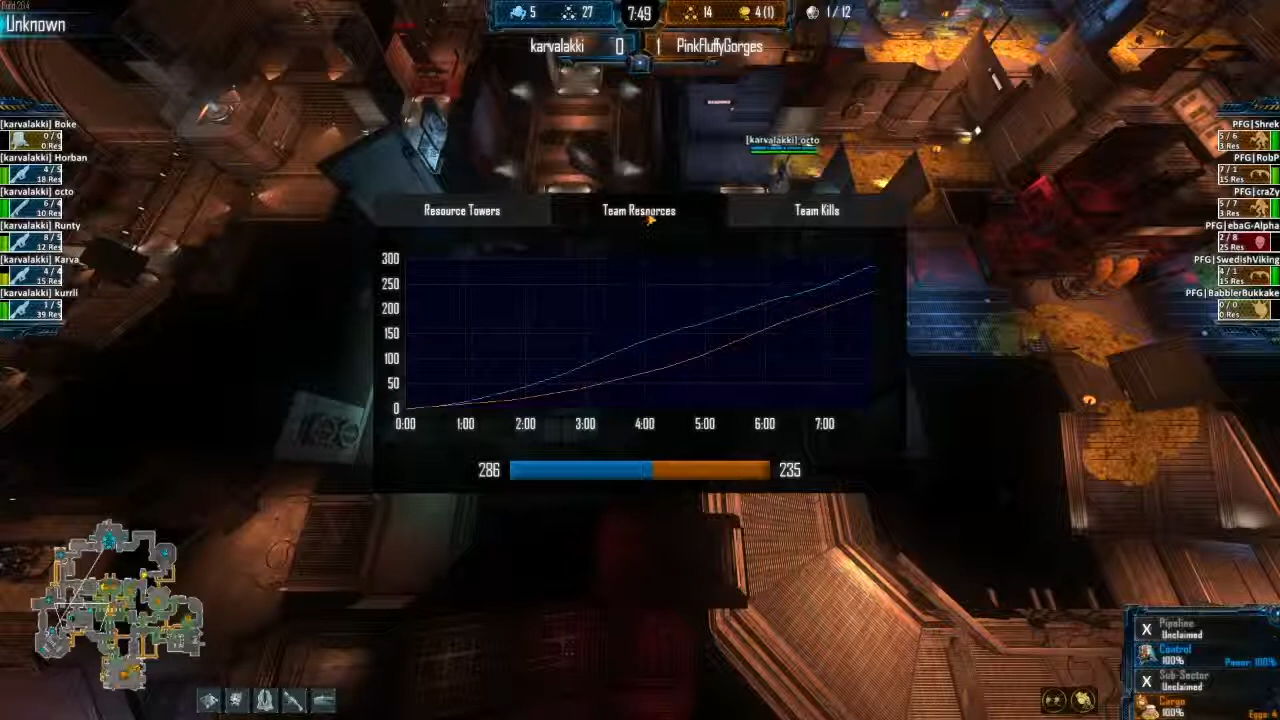 Build 204
Unknown
5 27 7:49 14 4 (1) 1 / 12
karvalakki 0 1 PinkFluffyGorges
[karvalakki] octo
[karvalakki] Boke
0 / 0
0 Res
[karvalakki] Horban
4 / 5
18 Res
[karvalakki] octo
6 / 4
10 Res
[karvalakki] Runty
8 / 5
12 Res
[karvalakki] Karva
4 / 4
15 Res
[karvalakki] kurrli
1 / 5
39 Res
PFG|Shrek
5 / 6
3 Res
PFG|RobP
7 / 1
15 Res
PFG|craZy
5 / 7
3 Res
PFG|ebaG-Alpha
2 / 8
25 Res
PFG|SwedishViking
4 / 1
15 Res
PFG|BabblerBukkake
0 / 0
0 Res
Resource Towers Team Resources Team Kills
300
250
200
150
100
50
0
0:00 1:00 2:00 3:00 4:00 5:00 6:00 7:00
286 235
X Pipeline
Unclaimed
Control
100% Power: 100%
X Sub-Sector
Unclaimed
Cargo
100%